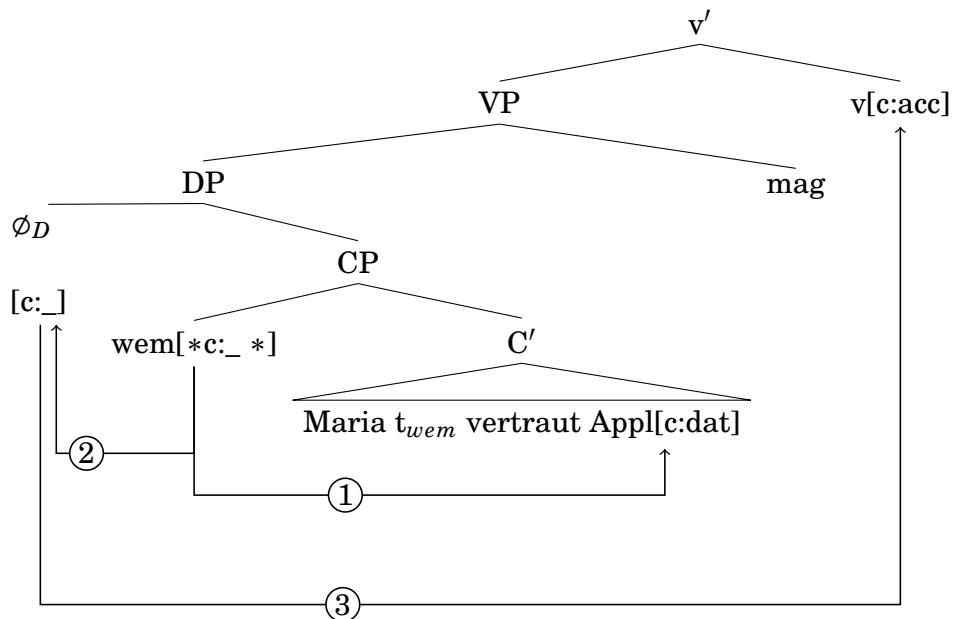 v′
VP v[c:acc]
DP mag
∅D
CP
[c:_]
wem[∗c:_ ∗] C′
Maria twem vertraut Appl[c:dat]
2
1
3